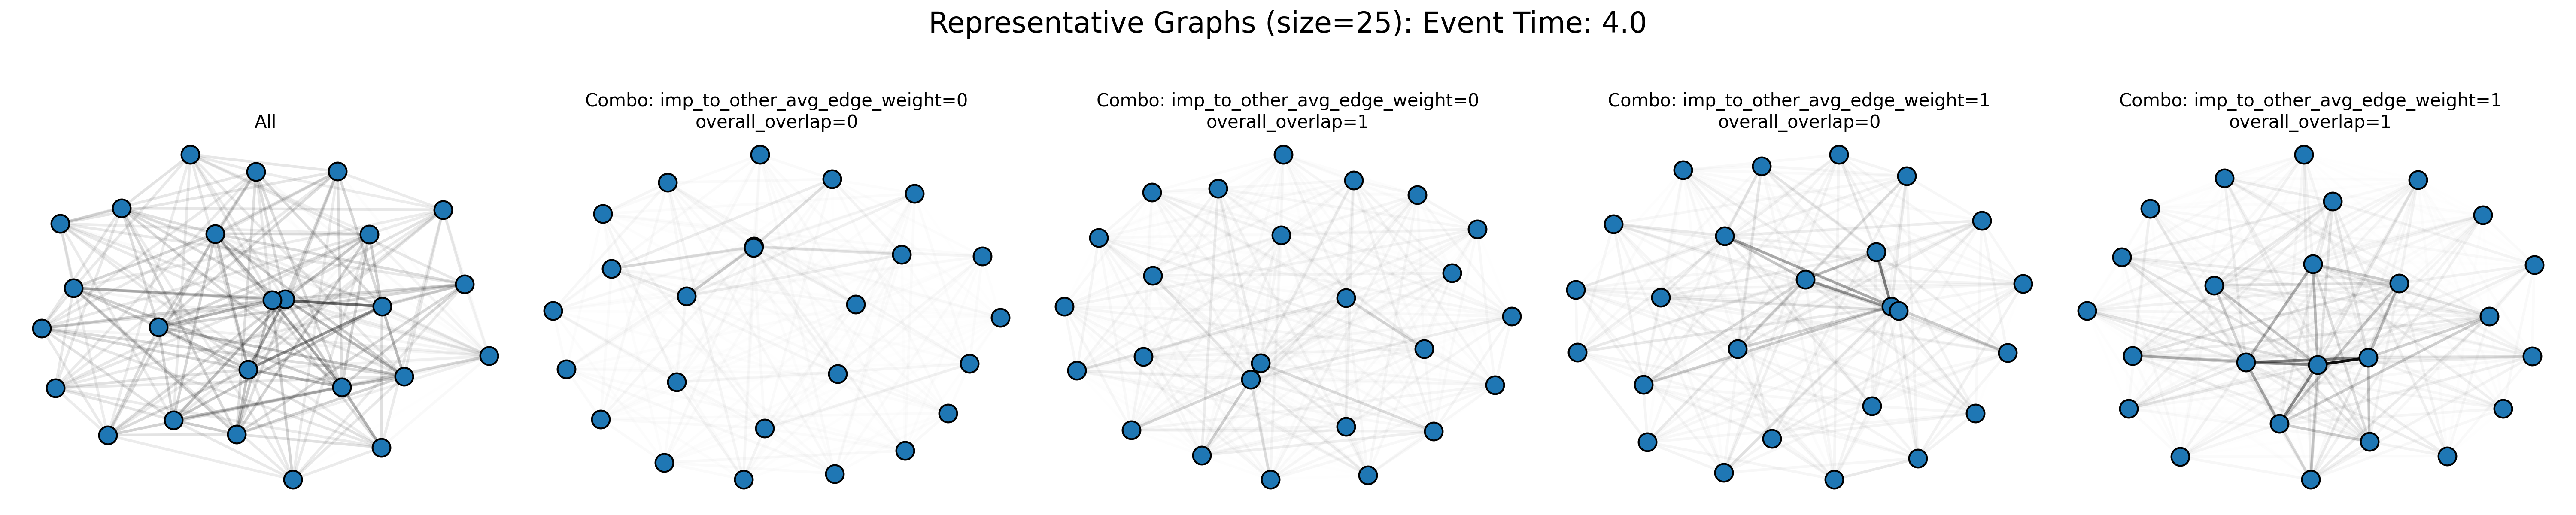 Representative Graphs (size=25): Event Time: 4.0
All
Combo: imp_to_other_avg_edge_weight=0
overall_overlap=0
Combo: imp_to_other_avg_edge_weight=0
overall_overlap=1
Combo: imp_to_other_avg_edge_weight=1
overall_overlap=0
Combo: imp_to_other_avg_edge_weight=1
overall_overlap=1